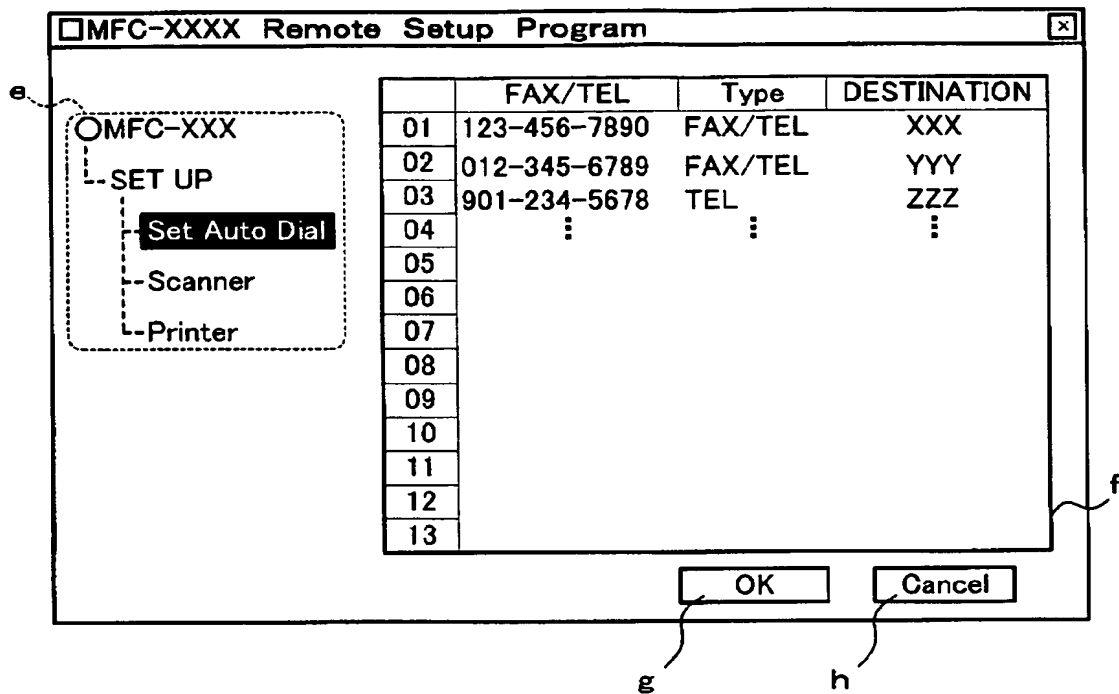 MFC-XXXX Remote Setup Program
e
MFC-XXX
SET UP
Set Auto Dial
Scanner
Printer
FAX/TEL Type DESTINATION
01 123-456-7890 FAX/TEL XXX
02 012-345-6789 FAX/TEL YYY
03 901-234-5678 TEL ZZZ
04
05
06
07
08
09
10
11
12
13
f
OK Cancel
g h